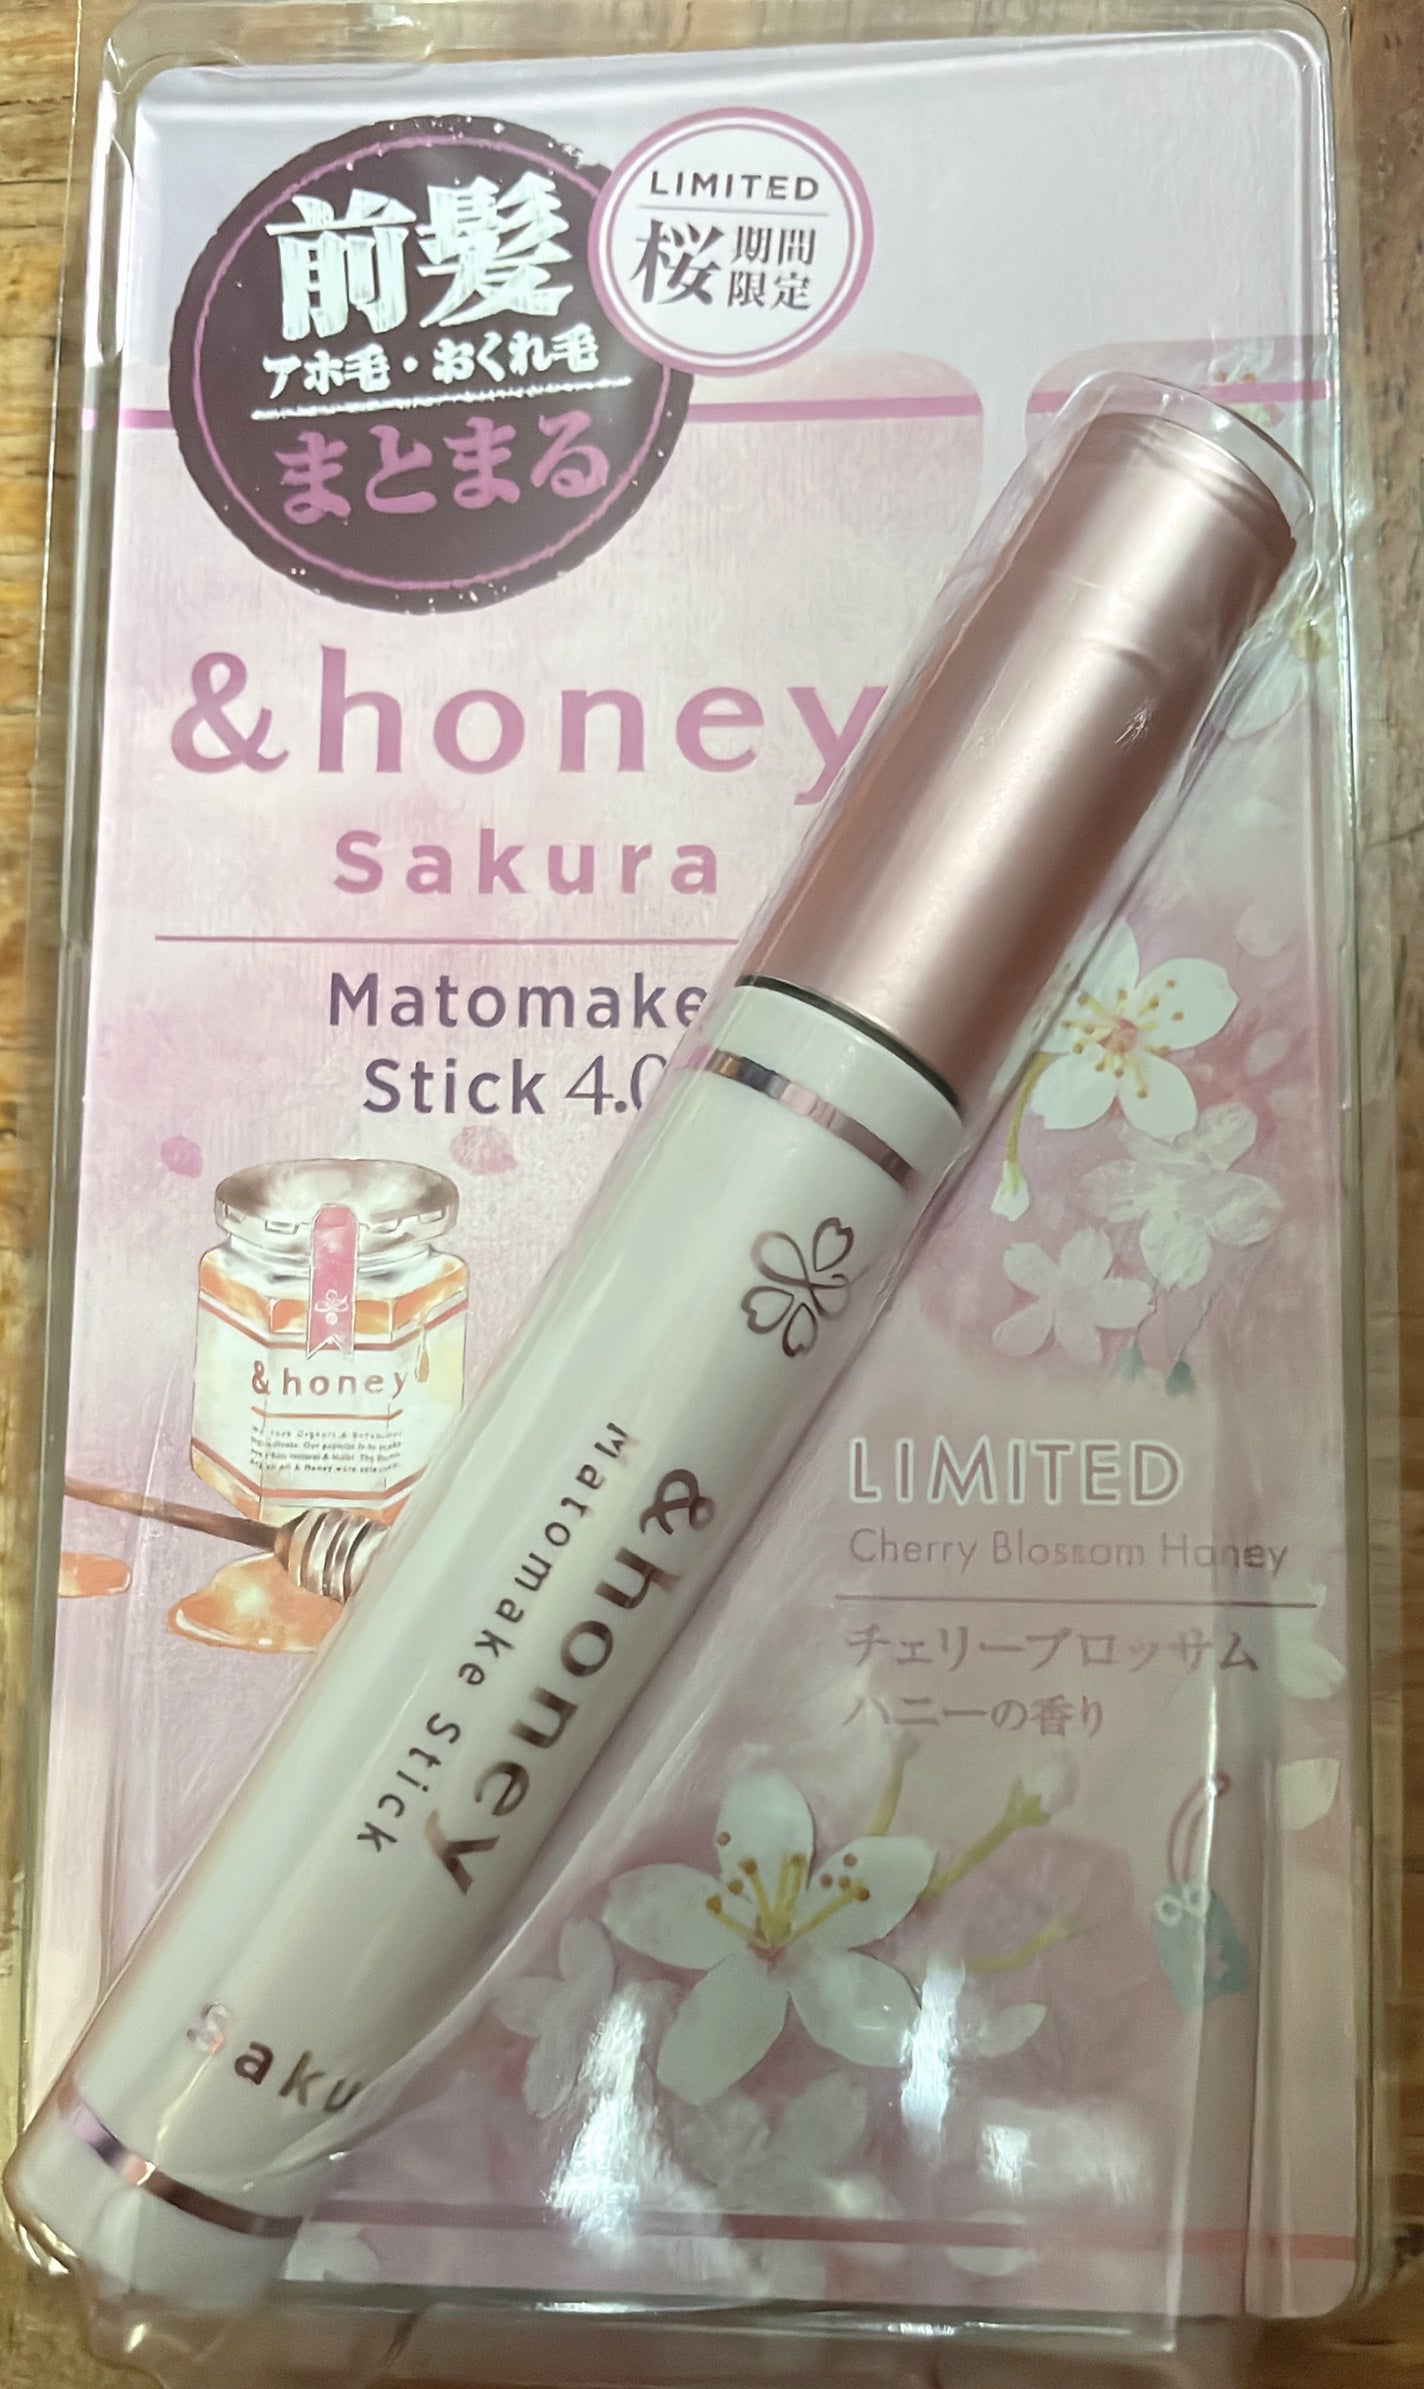 前髪
アホ毛・おくれ毛
まとまる
LIMITED
桜 期間
限定
&honey
Sakura
Matomake
Stick 4.0
&honey
LIMITED
Cherry Blossom Honey
チェリーブロッサム
ハニーの香り
&honey
Matomake Stick
Saku